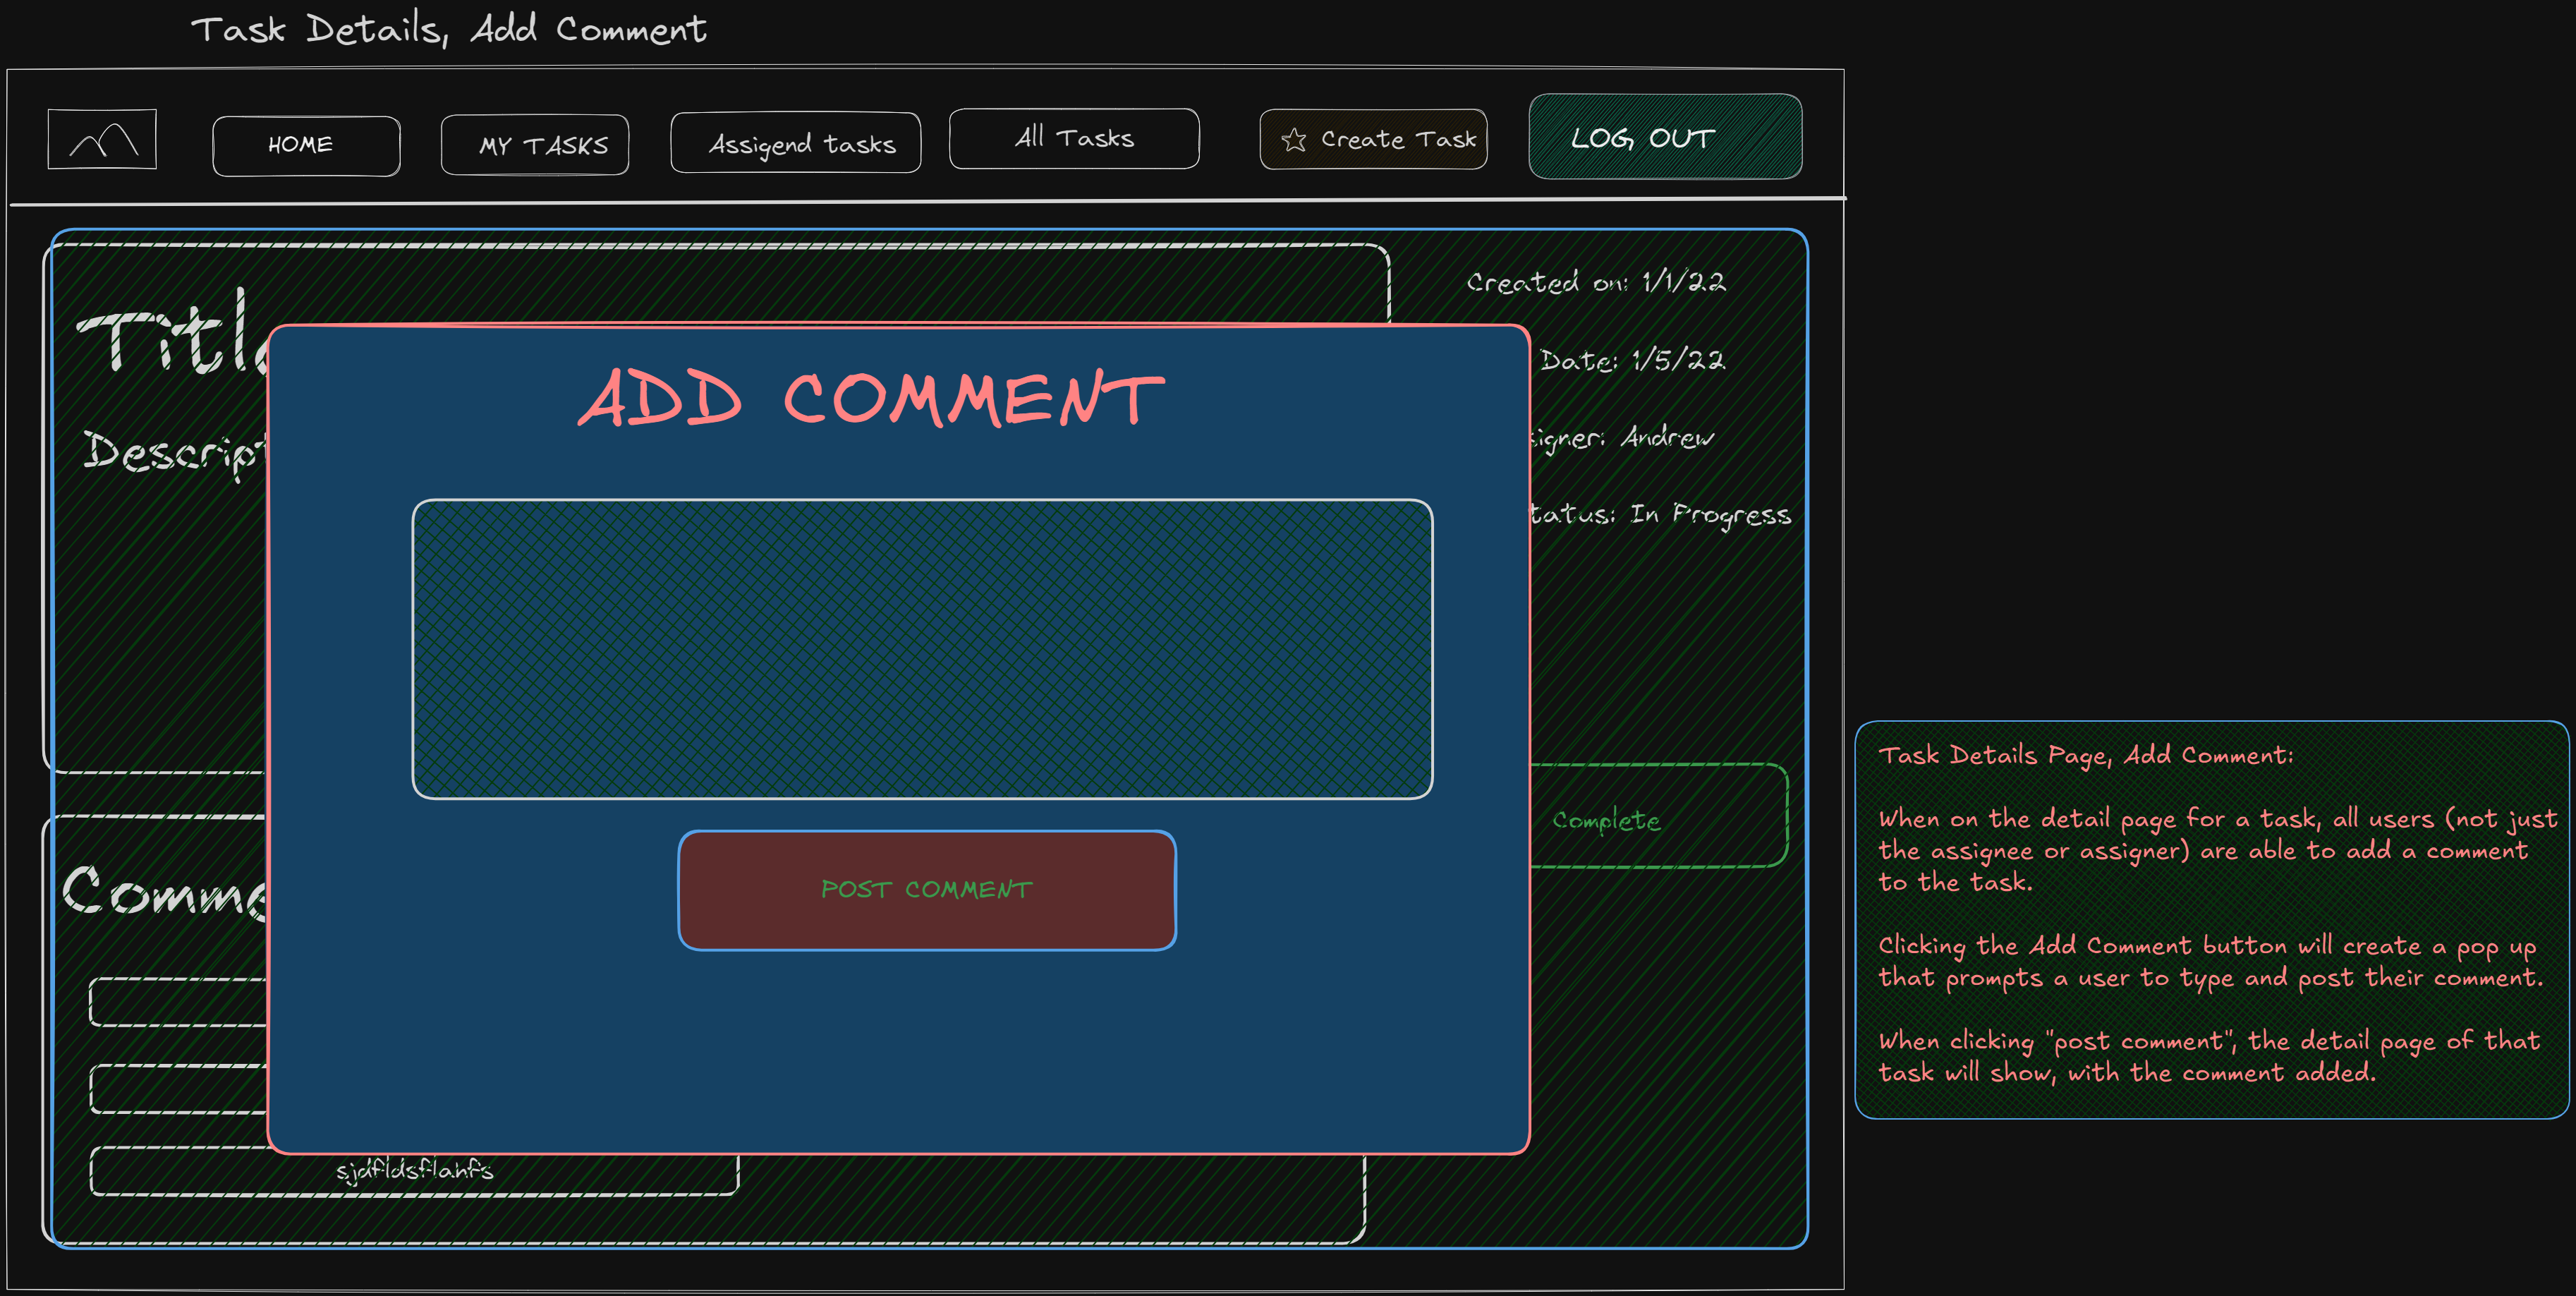 Task Details, Add Comment
HOME
MY TASKS
Assigend tasks
All Tasks
Create Task
LOG OUT
Created on: 1/1/22
Date: 1/5/22
signer: Andrew
tatus: In Progress
Title
Descript
ADD COMMENT
POST COMMENT
Complete
Comme
sjdfldsflahfs
Task Details Page, Add Comment:
When on the detail page for a task, all users (not just
the assignee or assigner) are able to add a comment
to the task.
Clicking the Add Comment button will create a pop up
that prompts a user to type and post their comment.
When clicking "post comment", the detail page of that
task will show, with the comment added.